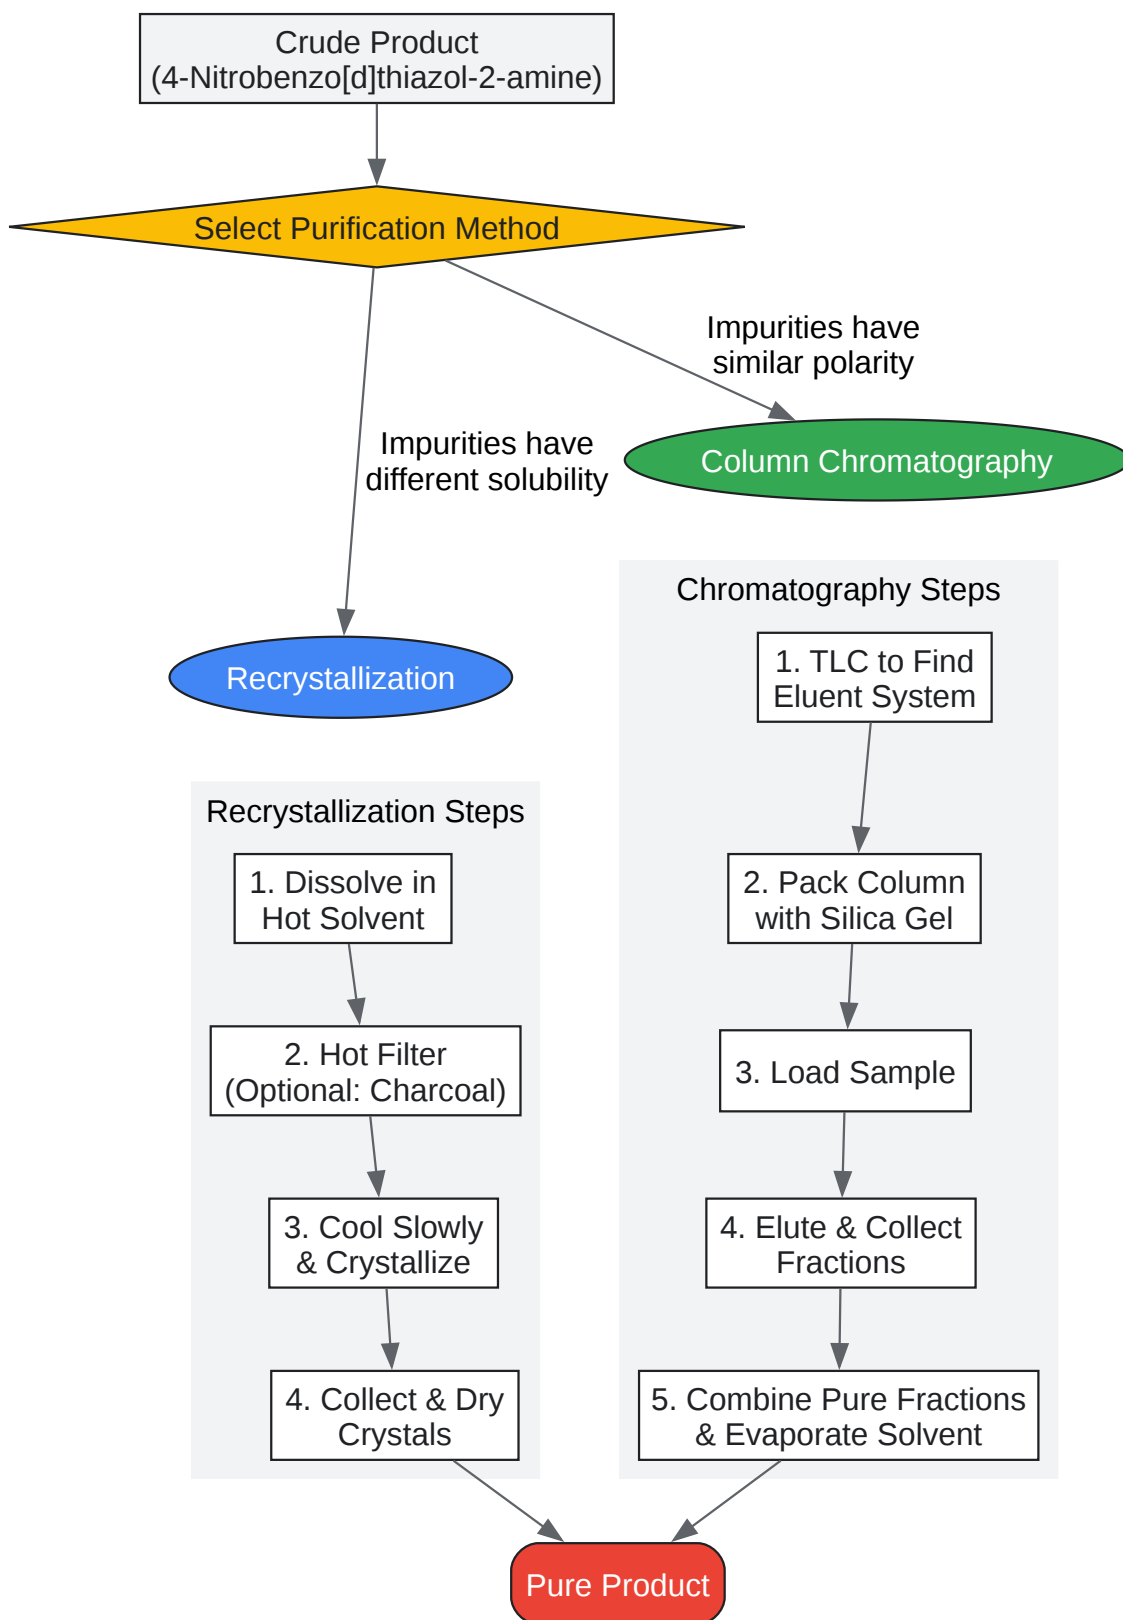 Crude Product
(4-Nitrobenzo[d]thiazol-2-amine)
Select Purification Method
Impurities have
similar polarity
Impurities have
different solubility
Column Chromatography
Recrystallization
Chromatography Steps
1. TLC to Find
Eluent System
2. Pack Column
with Silica Gel
3. Load Sample
4. Elute & Collect
Fractions
5. Combine Pure Fractions
& Evaporate Solvent
Recrystallization Steps
1. Dissolve in
Hot Solvent
2. Hot Filter
(Optional: Charcoal)
3. Cool Slowly
& Crystallize
4. Collect & Dry
Crystals
Pure Product